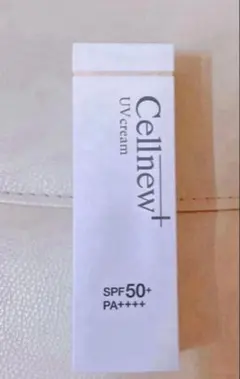 Cellnew+
UV cream
SPF50+
PA++++